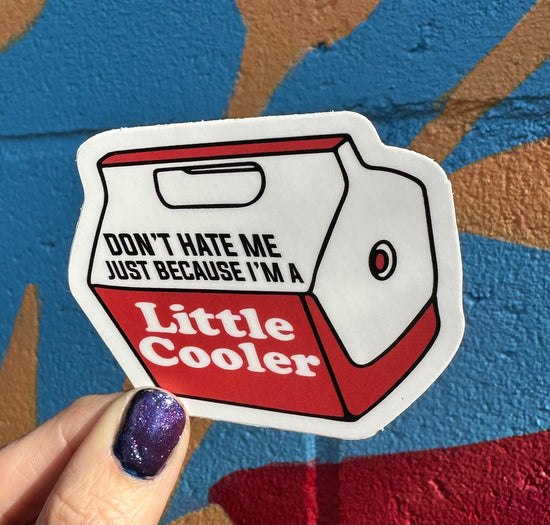 DON'T HATE ME
JUST BECAUSE I'M A
Little
Cooler